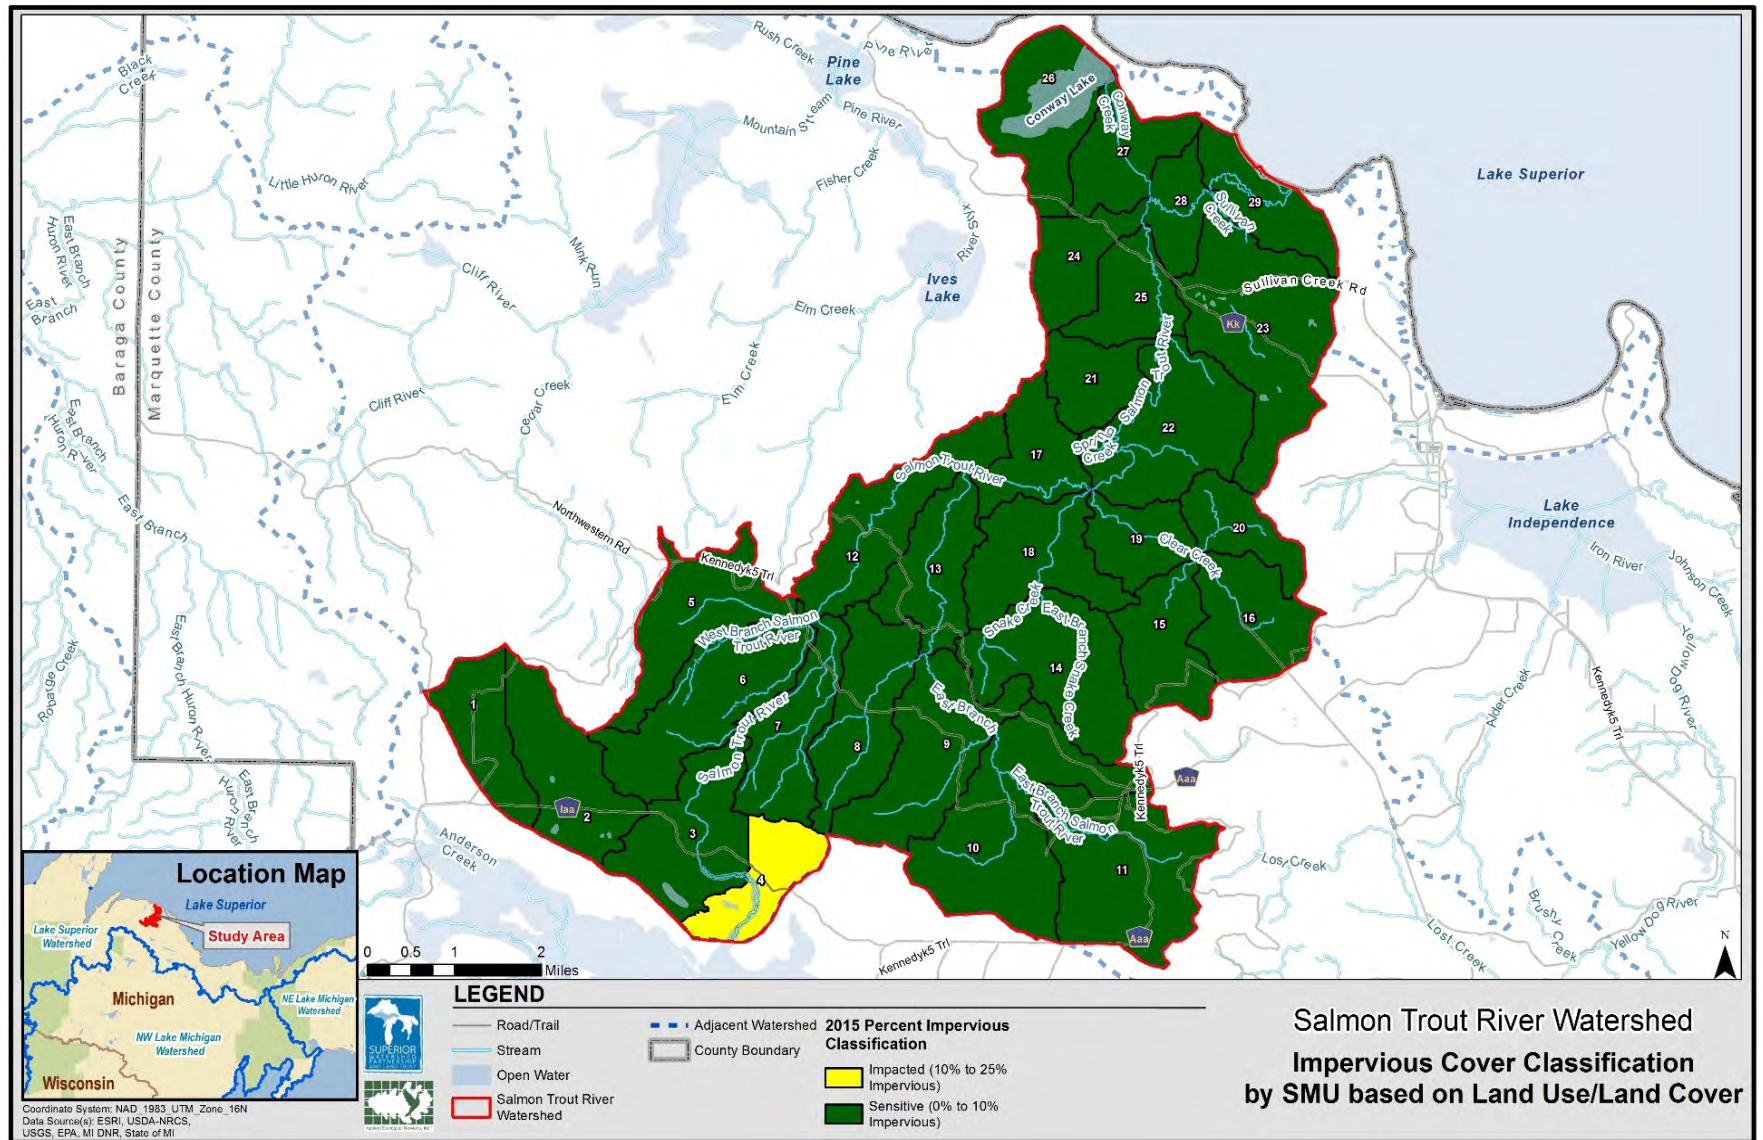 Rush Creek
Pine River
Pine
Lake
Black
Creek
Mountain Stream
Pine River
Conway Lake
Conway
Creek
26
27
Little Huron River
Fisher Creek
River Styx
Lake Superior
28
29
Sullivan
Creek
East Branch
Huron River
Baraga County
Marquette County
Mink Run
Cliff River
Ives
Lake
24
25
Sullivan Creek Rd
East
Branch
Elm Creek
Kk
23
Salmon
Trout River
Elm Creek
21
Cedar Creek
Cliff River
East Branch
Huron River
22
Spring
Creek
17
Salmon Trout River
Lake
Independence
East Branch
Northwestern Rd
20
19
Clear Creek
Iron River
Johnson Creek
12
18
13
Kennedyk5 Trl
5
West Branch Salmon
Trout River
Snake Creek
East Branch Snake Creek
15
16
East Branch Huron River
Yellow Dog River
14
6
Alder Creek
Kennedyk5 Trl
1
Salmon Trout River
East Branch
7
8
9
Kennedyk5 Trl
Aaa
East Branch
Huron River
Iaa
2
East Branch Salmon
Trout River
3
Anderson
Creek
10
11
4
Lost Creek
Brushy
Creek
Yellow Dog River
Lost Creek
Aaa
Kennedyk5 Trl
N
Location Map
Lake Superior
Lake Superior
Watershed
Study Area
Michigan
NE Lake Michigan
Watershed
NW Lake Michigan
Watershed
Wisconsin
Coordinate System: NAD_1983_UTM_Zone_16N
Data Source(s): ESRI, USDA-NRCS,
USGS, EPA, MI DNR, State of MI
0 0.5 1 2
Miles
SUPERIOR
WATERSHED
PARTNERSHIP
AND LAND TRUST
Applied Ecological Services, Inc.
LEGEND
Road/Trail
Stream
Open Water
Salmon Trout River
Watershed
Adjacent Watershed
County Boundary
2015 Percent Impervious
Classification
Impacted (10% to 25%
Impervious)
Sensitive (0% to 10%
Impervious)
Salmon Trout River Watershed
Impervious Cover Classification
by SMU based on Land Use/Land Cover